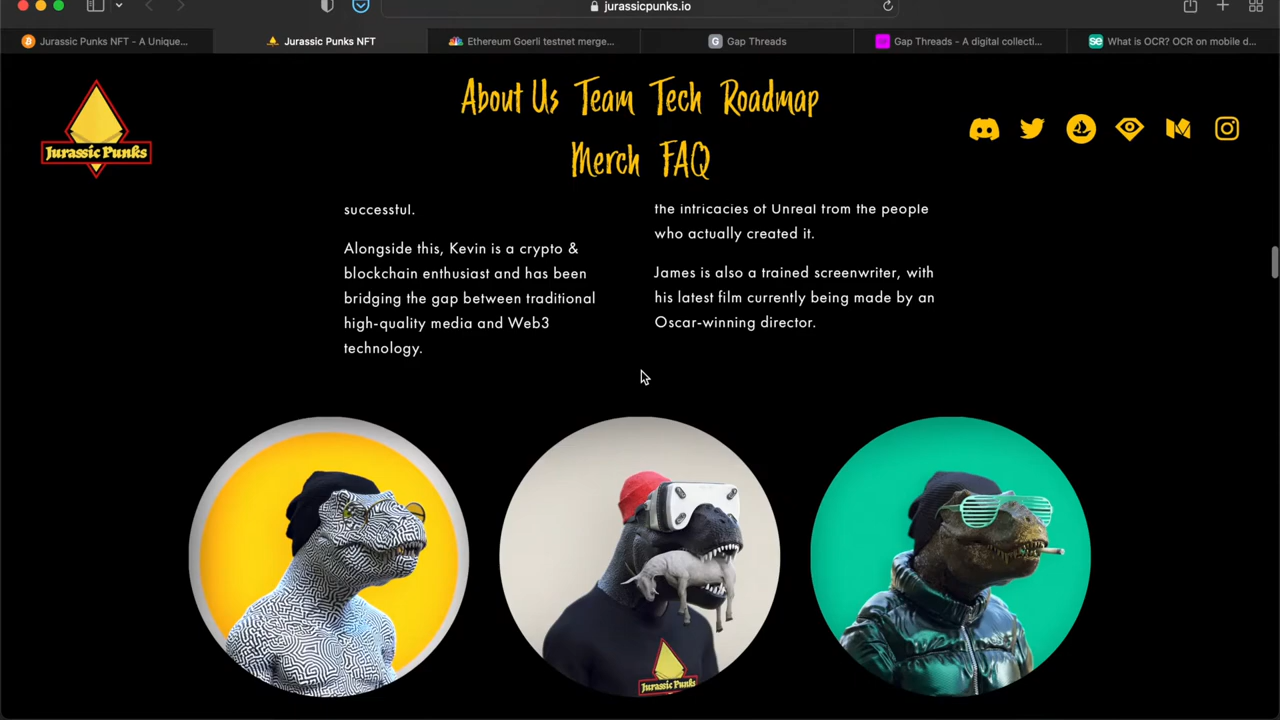 jurassicpunks.io
Jurassic Punks NFT - A Unique...
Jurassic Punks NFT
Ethereum Goerli testnet merge...
G
Gap Threads
Gap Threads - A digital collecti...
se
What is OCR? OCR on mobile d...
Jurassic Punks
About Us Team Tech Roadmap
Merch FAQ
successful.
Alongside this, Kevin is a crypto &
blockchain enthusiast and has been
bridging the gap between traditional
high-quality media and Web3
technology.
the intricacies of Unreal from the people
who actually created it.
James is also a trained screenwriter, with
his latest film currently being made by an
Oscar-winning director.
Jurassic Punks